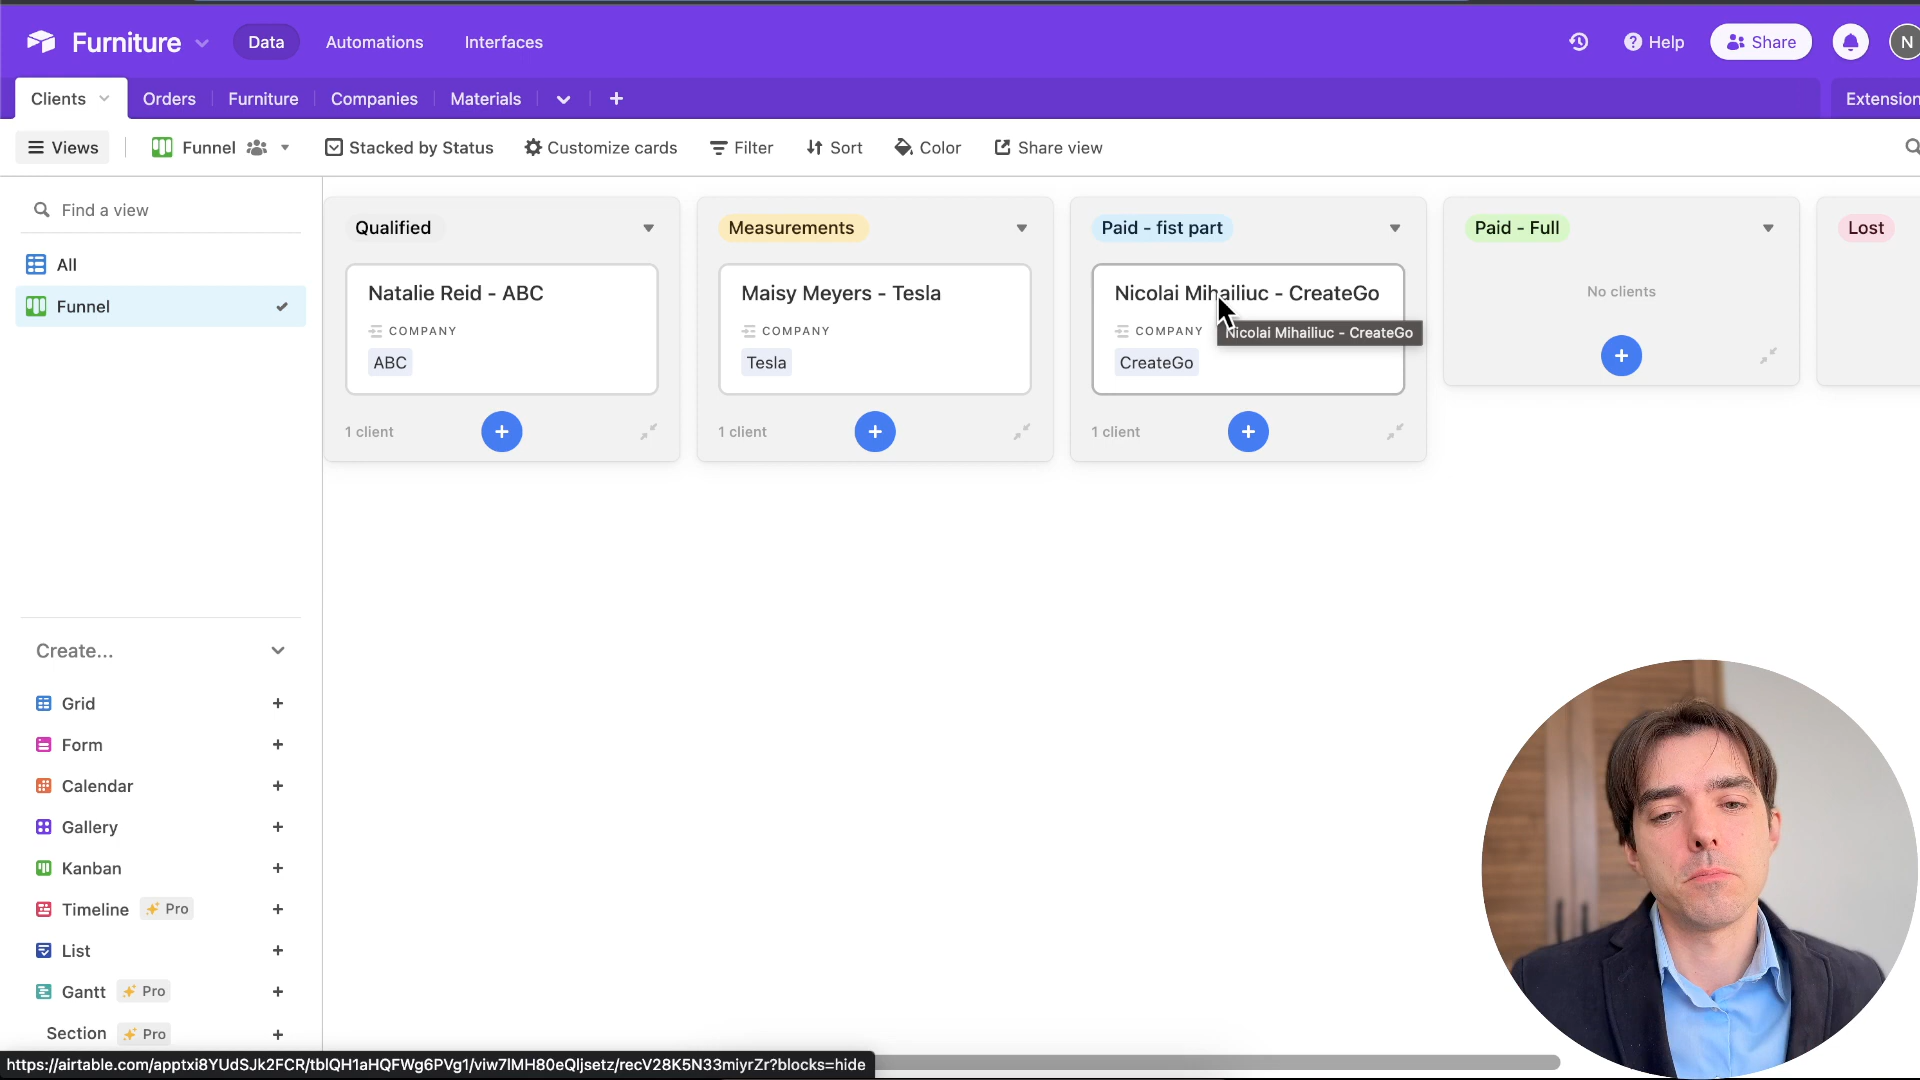 Furniture
Data
Automations
Interfaces
Help
Share
N
Clients
Orders
Furniture
Companies
Materials
Extension
Views
Funnel
Stacked by Status
Customize cards
Filter
Sort
Color
Share view
Find a view
All
Funnel
Qualified
Measurements
Paid - fist part
Paid - Full
Lost
Natalie Reid - ABC
COMPANY
ABC
1 client
Maisy Meyers - Tesla
COMPANY
Tesla
1 client
Nicolai Mihailiuc - CreateGo
COMPANY
Nicolai Mihailiuc - CreateGo
CreateGo
1 client
No clients
Create...
Grid
Form
Calendar
Gallery
Kanban
Timeline Pro
List
Gantt Pro
Section Pro
https://airtable.com/apptxi8YUdSJk2FCR/tblQH1aHQFWg6PVg1/viw7lMH80eQljsetz/recV28K5N33miyrZr?blocks=hide